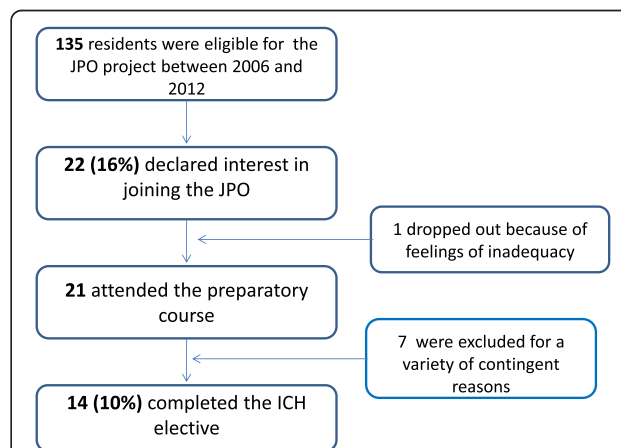 135 residents were eligible for the
JPO project between 2006 and
2012
22 (16%) declared interest in
joining the JPO
1 dropped out because of
feelings of inadequacy
21 attended the preparatory
course
7 were excluded for a
variety of contingent
reasons
14 (10%) completed the ICH
elective